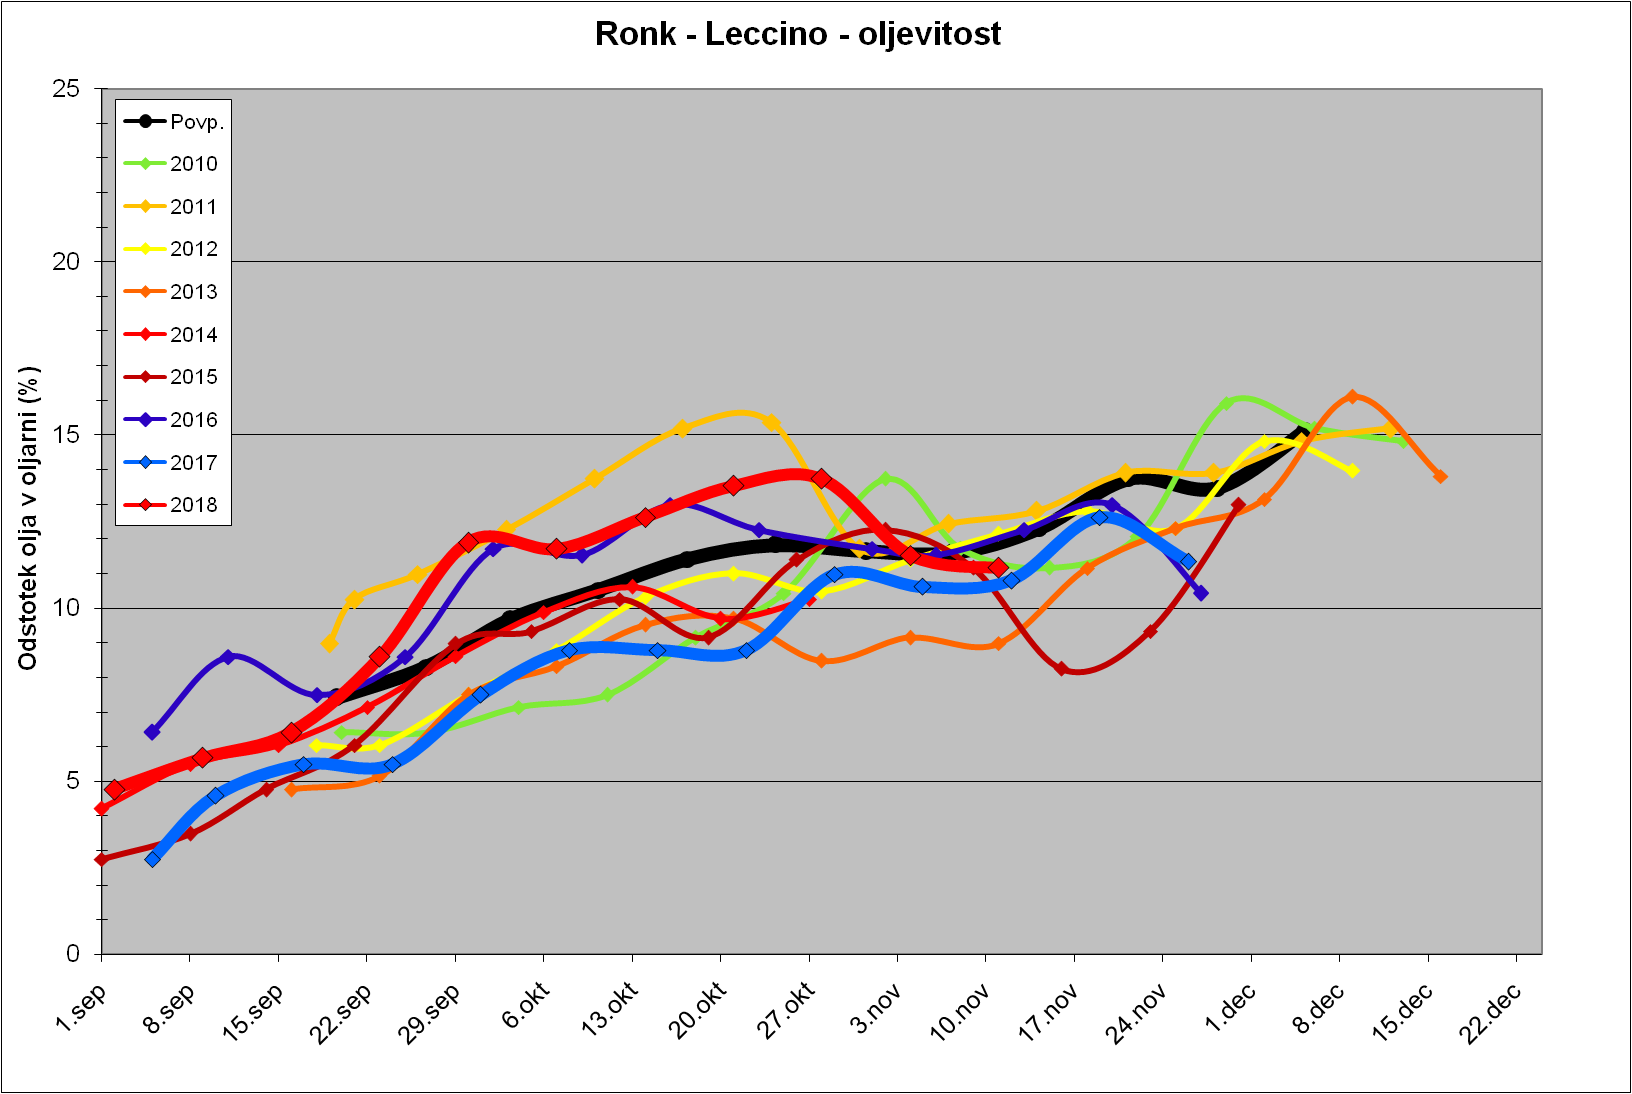 Ronk - Leccino - oljevitost
Odstotek olja v oljarni (%)
25
20
15
10
5
0
Povp.
2010
2011
2012
2013
2014
2015
2016
2017
2018
1.sep
8.sep
15.sep
22.sep
29.sep
6.okt
13.okt
20.okt
27.okt
3.nov
10.nov
17.nov
24.nov
1.dec
8.dec
15.dec
22.dec